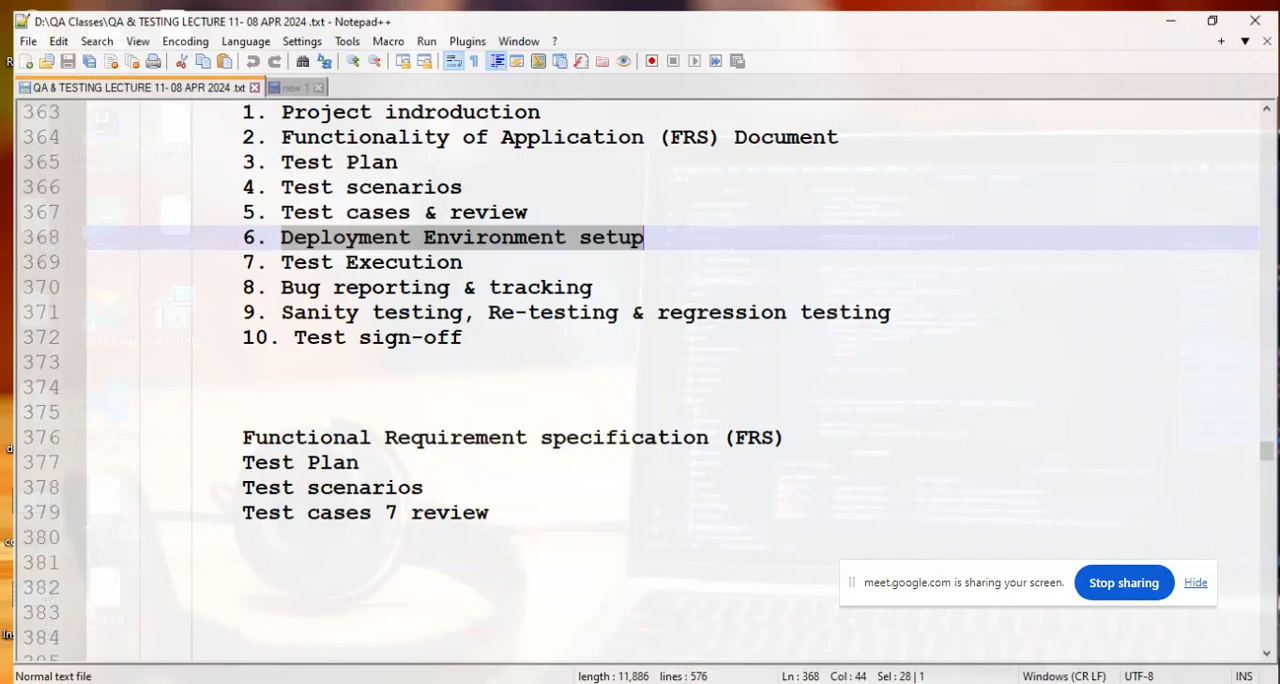 D:\QA Classes\QA & TESTING LECTURE 11- 08 APR 2024 .txt - Notepad++
File Edit Search View Encoding Language Settings Tools Macro Run Plugins Window ?
QA & TESTING LECTURE 11- 08 APR 2024 .txt new 1
363 1. Project indroduction
364 2. Functionality of Application (FRS) Document
365 3. Test Plan
366 4. Test scenarios
367 5. Test cases & review
368 6. Deployment Environment setup
369 7. Test Execution
370 8. Bug reporting & tracking
371 9. Sanity testing, Re-testing & regression testing
372 10. Test sign-off
373
374
375
376 Functional Requirement specification (FRS)
377 Test Plan
378 Test scenarios
379 Test cases 7 review
380
381
382
383
384
meet.google.com is sharing your screen. Stop sharing Hide
Normal text file length : 11,886 lines : 576 Ln : 368 Col : 44 Sel : 28 | 1 Windows (CR LF) UTF-8 INS